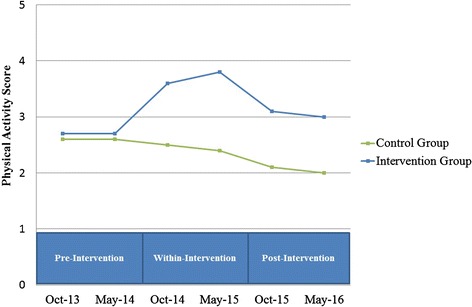 5
4
3
2
1
0
Physical Activity Score
Control Group
Intervention Group
Pre-Intervention Within-Intervention Post-Intervention
Oct-13 May-14 Oct-14 May-15 Oct-15 May-16